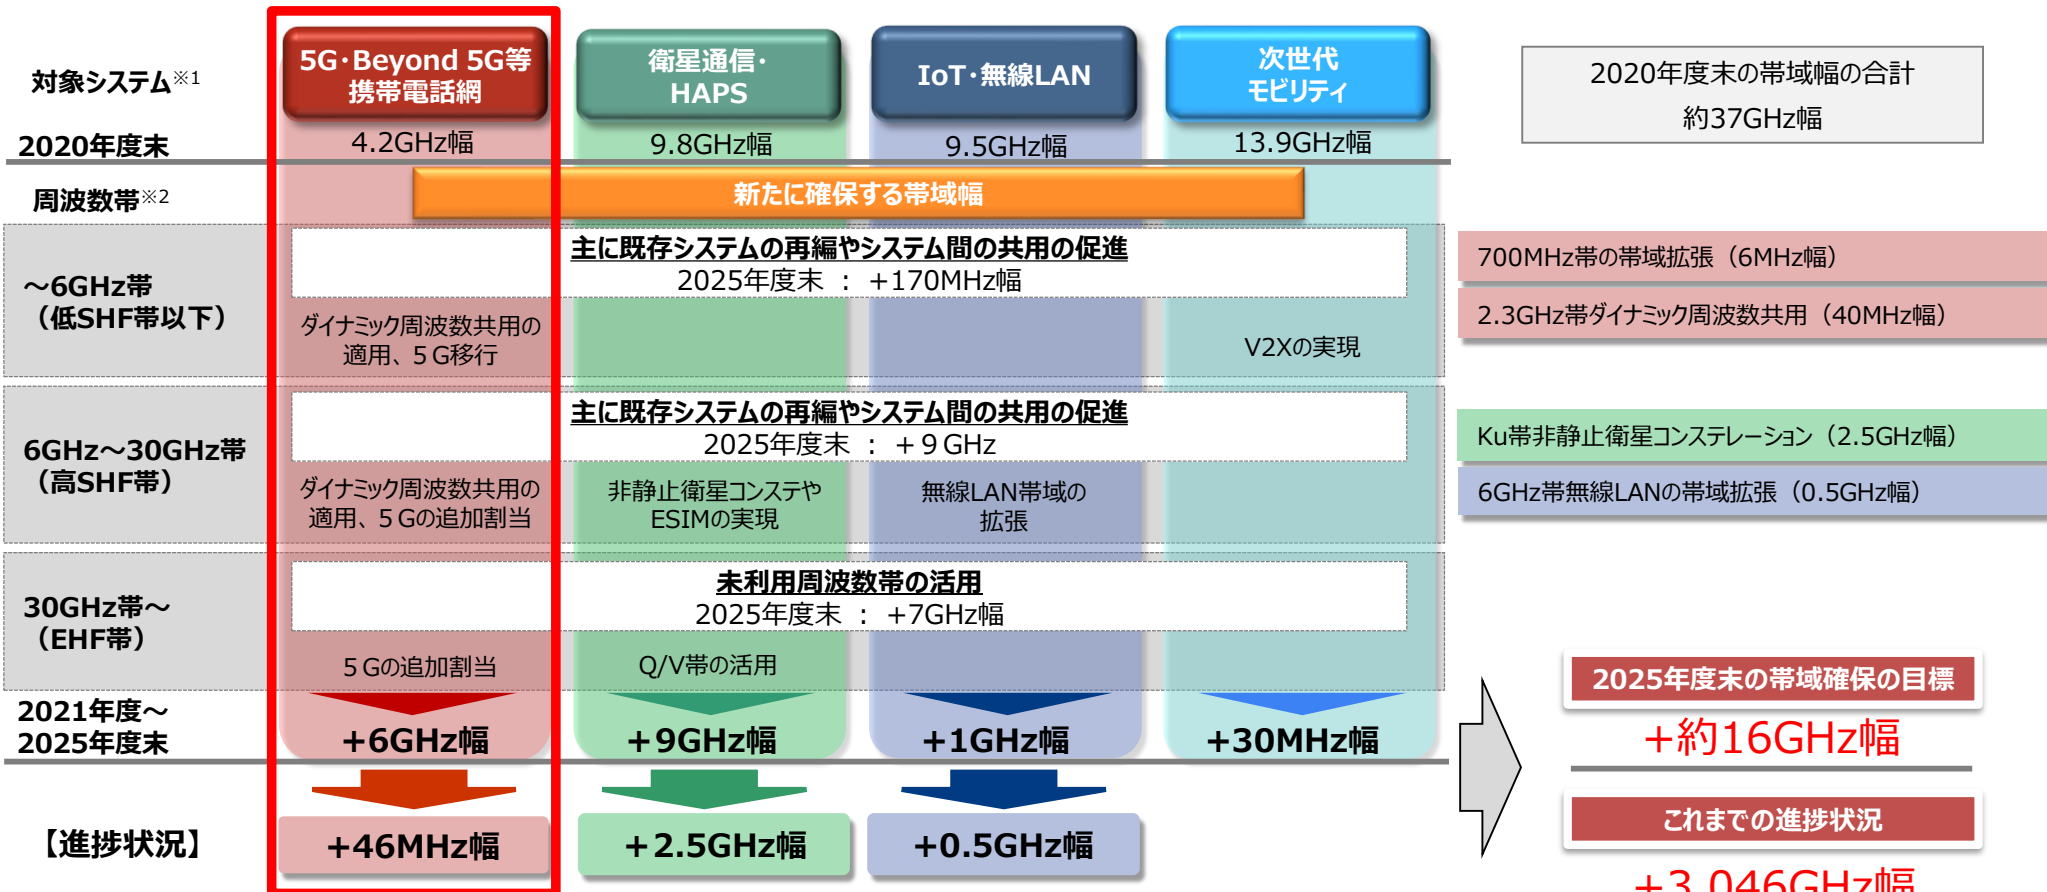 対象システム※1
5G・Beyond 5G等
携帯電話網
衛星通信・
HAPS
IoT・無線LAN
次世代
モビリティ
2020年度末の帯域幅の合計
約37GHz幅
2020年度末
4.2GHz幅
9.8GHz幅
9.5GHz幅
13.9GHz幅
周波数帯※2
新たに確保する帯域幅
～6GHz帯
（低SHF帯以下）
主に既存システムの再編やシステム間の共用の促進
2025年度末 ： +170MHz幅
ダイナミック周波数共用の
適用、５G移行
V2Xの実現
700MHz帯の帯域拡張（6MHz幅）
2.3GHz帯ダイナミック周波数共用（40MHz幅）
6GHz～30GHz帯
（高SHF帯）
主に既存システムの再編やシステム間の共用の促進
2025年度末 ： +９GHz
ダイナミック周波数共用の
適用、５Gの追加割当
非静止衛星コンステや
ESIMの実現
無線LAN帯域の
拡張
Ku帯非静止衛星コンステレーション（2.5GHz幅）
6GHz帯無線LANの帯域拡張（0.5GHz幅）
30GHz帯～
（EHF帯）
未利用周波数帯の活用
2025年度末 ： +7GHz幅
５Gの追加割当
Q/V帯の活用
2021年度～
2025年度末
+6GHz幅
+9GHz幅
+1GHz幅
+30MHz幅
2025年度末の帯域確保の目標
+約16GHz幅
【進捗状況】
+46MHz幅
+2.5GHz幅
+0.5GHz幅
これまでの進捗状況
+3.046GHz幅